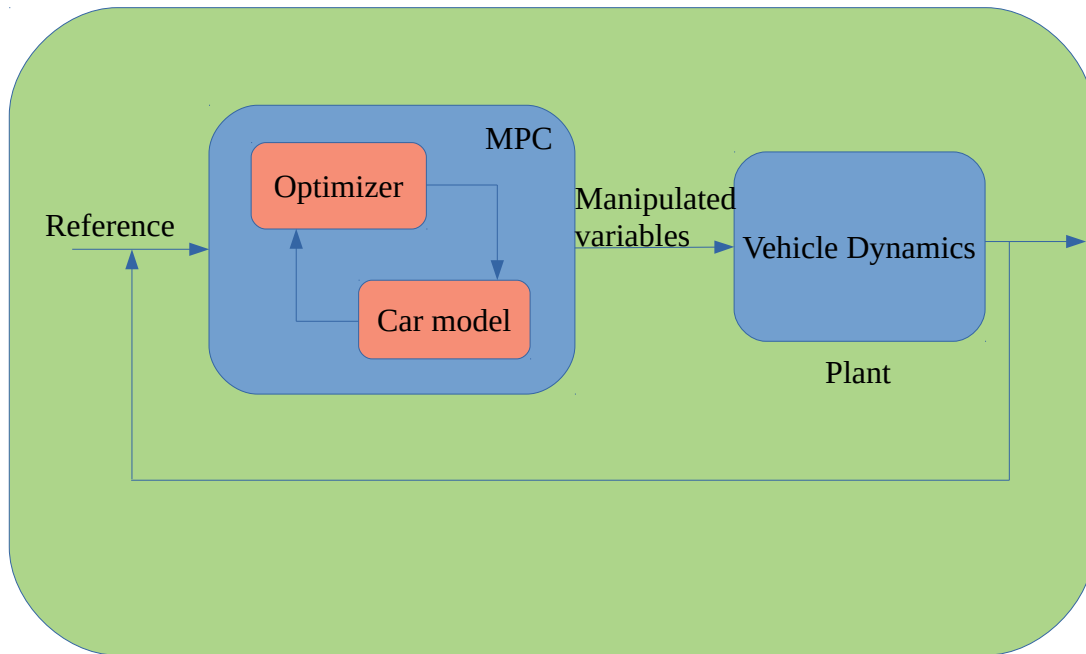 MPC
Optimizer
Manipulated
variables
Reference
Vehicle Dynamics
Car model
Plant